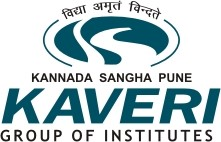 विद्या अमृतं विन्दते
KANNADA SANGHA PUNE
KAVERI
GROUP OF INSTITUTES